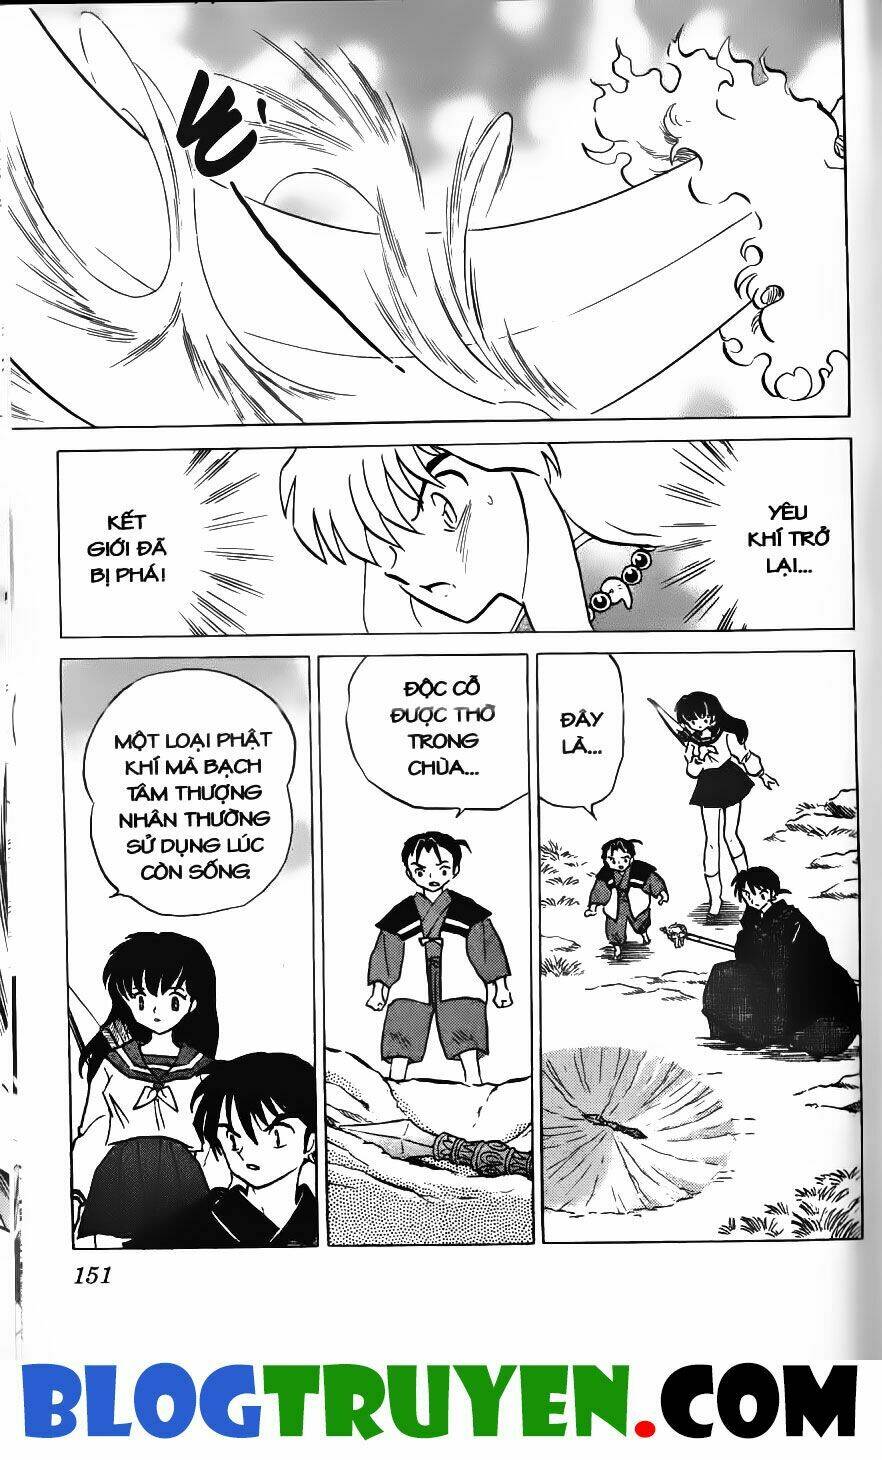 VÙ
YÊU
KHÍ TRỞ
LẠI...
KẾT
GIỚI ĐÃ
BỊ PHÁ!
ĐÂY
LÀ...
ĐỘC CỖ
ĐƯỢC THỜ
TRONG
CHÙA...
MỘT LOẠI PHẬT
KHÍ MÀ BẠCH
TÂM THƯỢNG
NHÂN THƯỜNG
SỬ DỤNG LÚC
CÒN SỐNG.
151
BLOGTRUYEN.COM